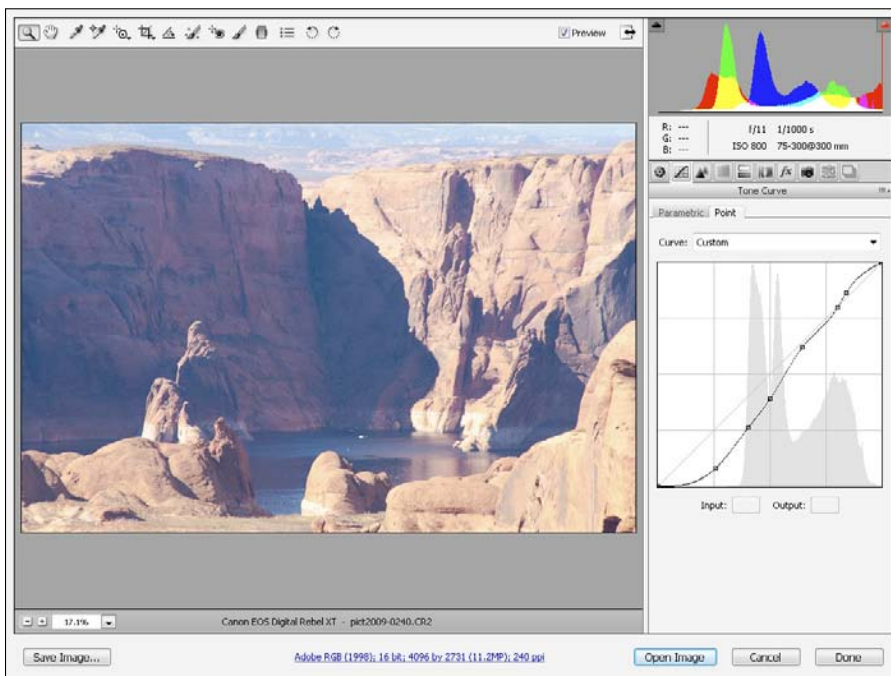 Preview
R: ---
G: ---
B: ---
f/11 1/1000 s
ISO 800 75-300@300 mm
fx
Tone Curve
Parametric Point
Curve: Custom
Input: Output:
17.1% Canon EOS Digital Rebel XT - pict2009-0240.CR2
Save Image... Adobe RGB (1998); 16 bit; 4096 by 2731 (11.2MP); 240 ppi Open Image Cancel Done